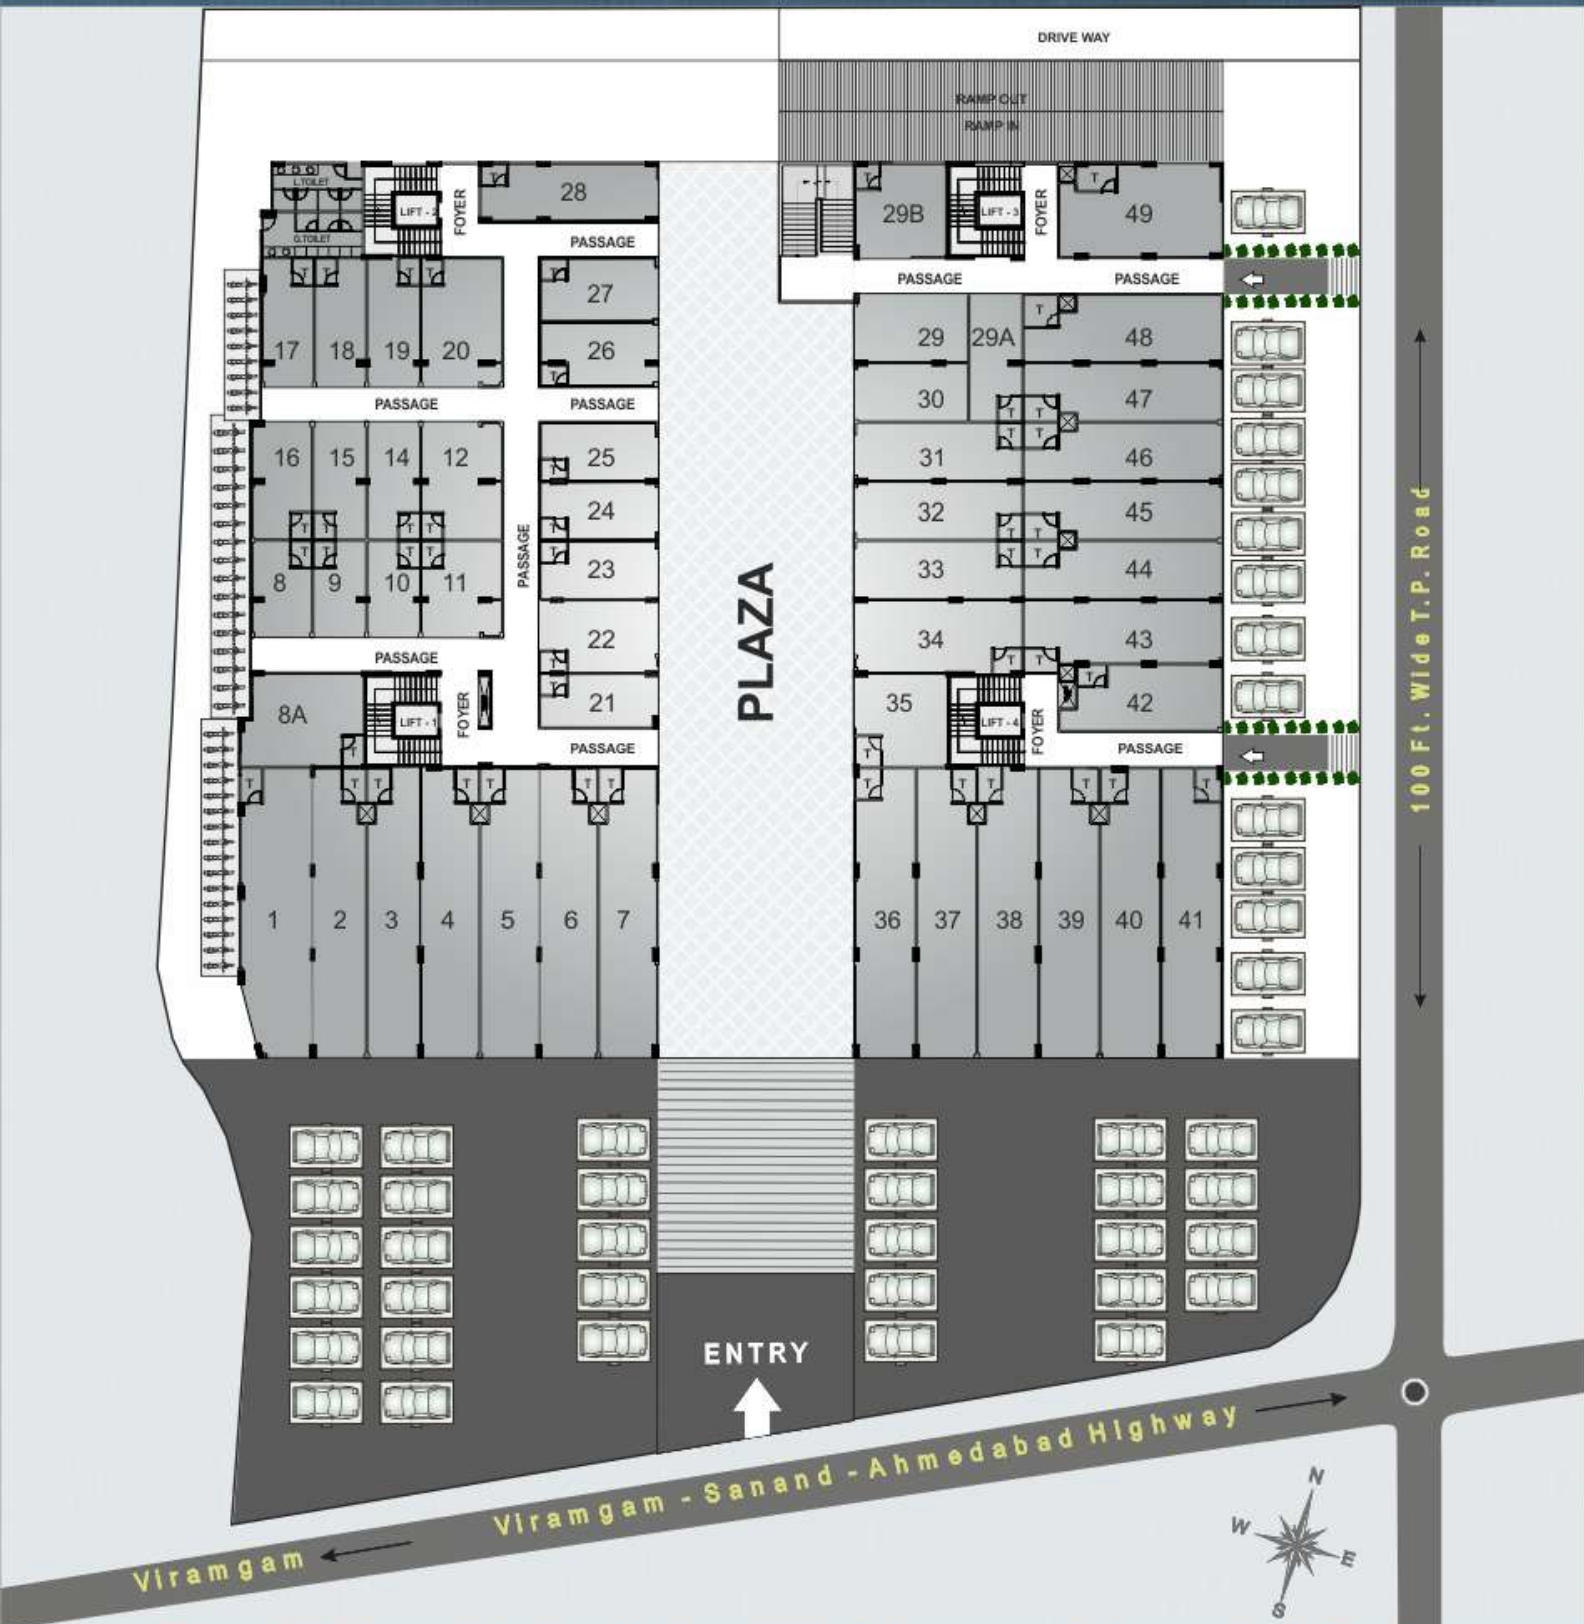 DRIVE WAY
RAMP OUT
RAMP IN
L.TOILET
G.TOILET
LIFT - 2
FOYER
T
28
PASSAGE
T
29B
LIFT - 3
FOYER
T
49
PASSAGE
PASSAGE
T
T
T
T
17
18
19
20
T
27
26
T
29
29A
T
48
30
47
PASSAGE
PASSAGE
T
T
T
T
16
15
14
12
25
T
31
46
24
T
32
45
T
T
T
T
T
T
T
T
T
T
T
T
T
8
9
10
11
PASSAGE
23
33
44
22
T
34
43
T
T
PASSAGE
8A
T
LIFT - 1
FOYER
T
21
PASSAGE
35
T
LIFT - 4
FOYER
T
42
PASSAGE
T
T
T
T
T
T
T
T
T
T
T
T
T
1
2
3
4
5
6
7
36
37
38
39
40
41
PLAZA
100 Ft. Wide T.P. Road
ENTRY
Viramgam - Sanand - Ahmedabad Highway
Viramgam
N
W
E
S